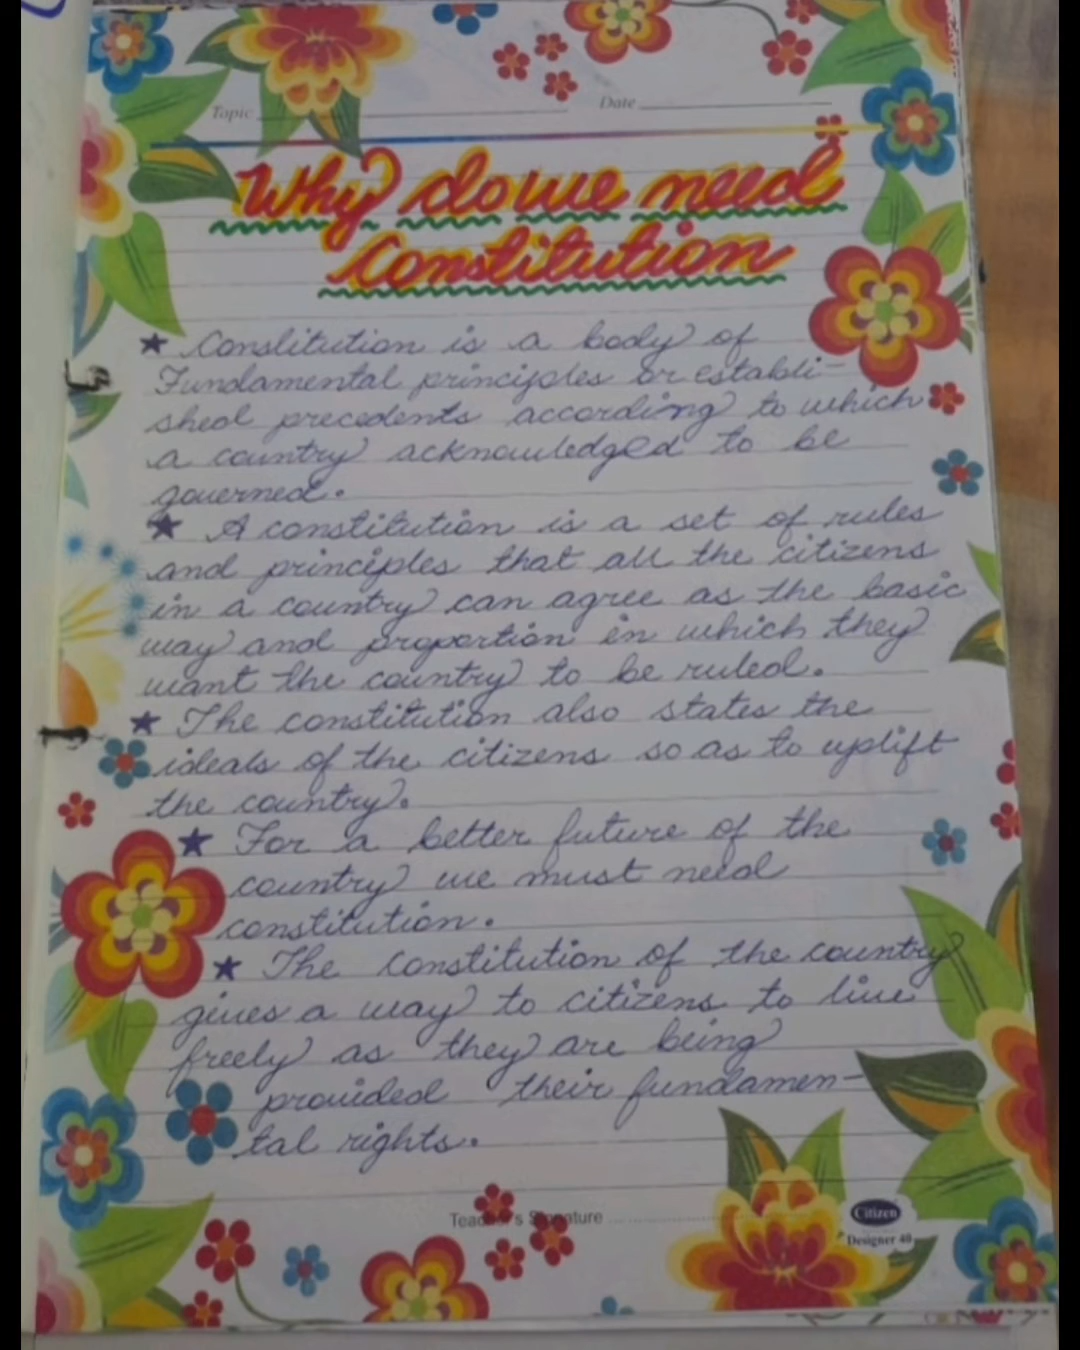 Topic
Date
Why do we need
Constitution
★ Constitution is a body of
Fundamental principles or establi-
shed precedents according to which
a country acknowledged to be
governed.
★ A constitution is a set of rules
and principles that all the citizens
in a country can agree as the basic
way and proportion in which they
want the country to be ruled.
★ The constitution also states the
ideals of the citizens so as to uplift
the country.
★ For a better future of the
country we must need
constitution.
★ The Constitution of the country
gives a way to citizens to live
freely as they are being
provided their fundamen-
tal rights.
Teacher's Signature
Citizen
Designer 40